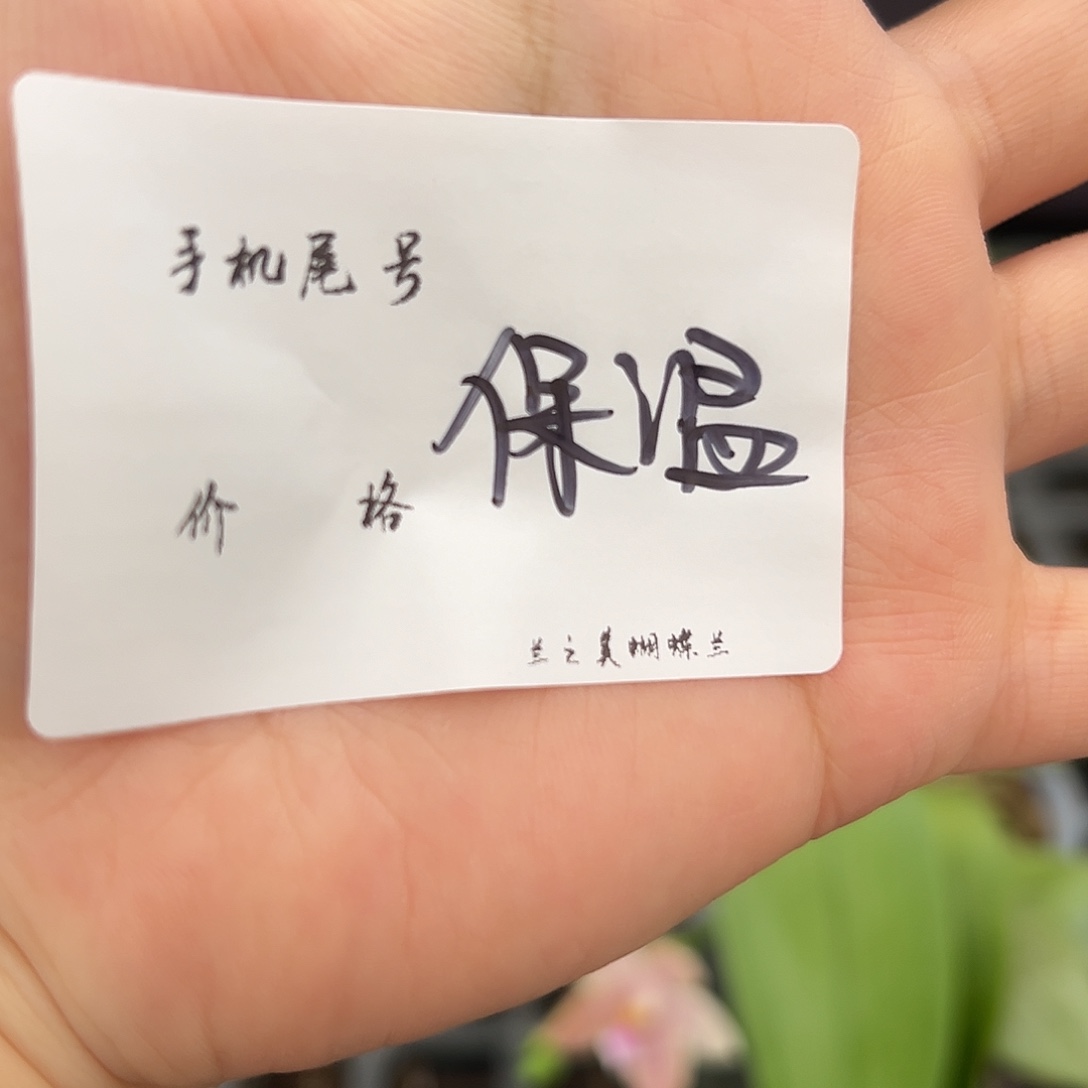 手机尾号
保温
价 格
兰之美蝴蝶兰